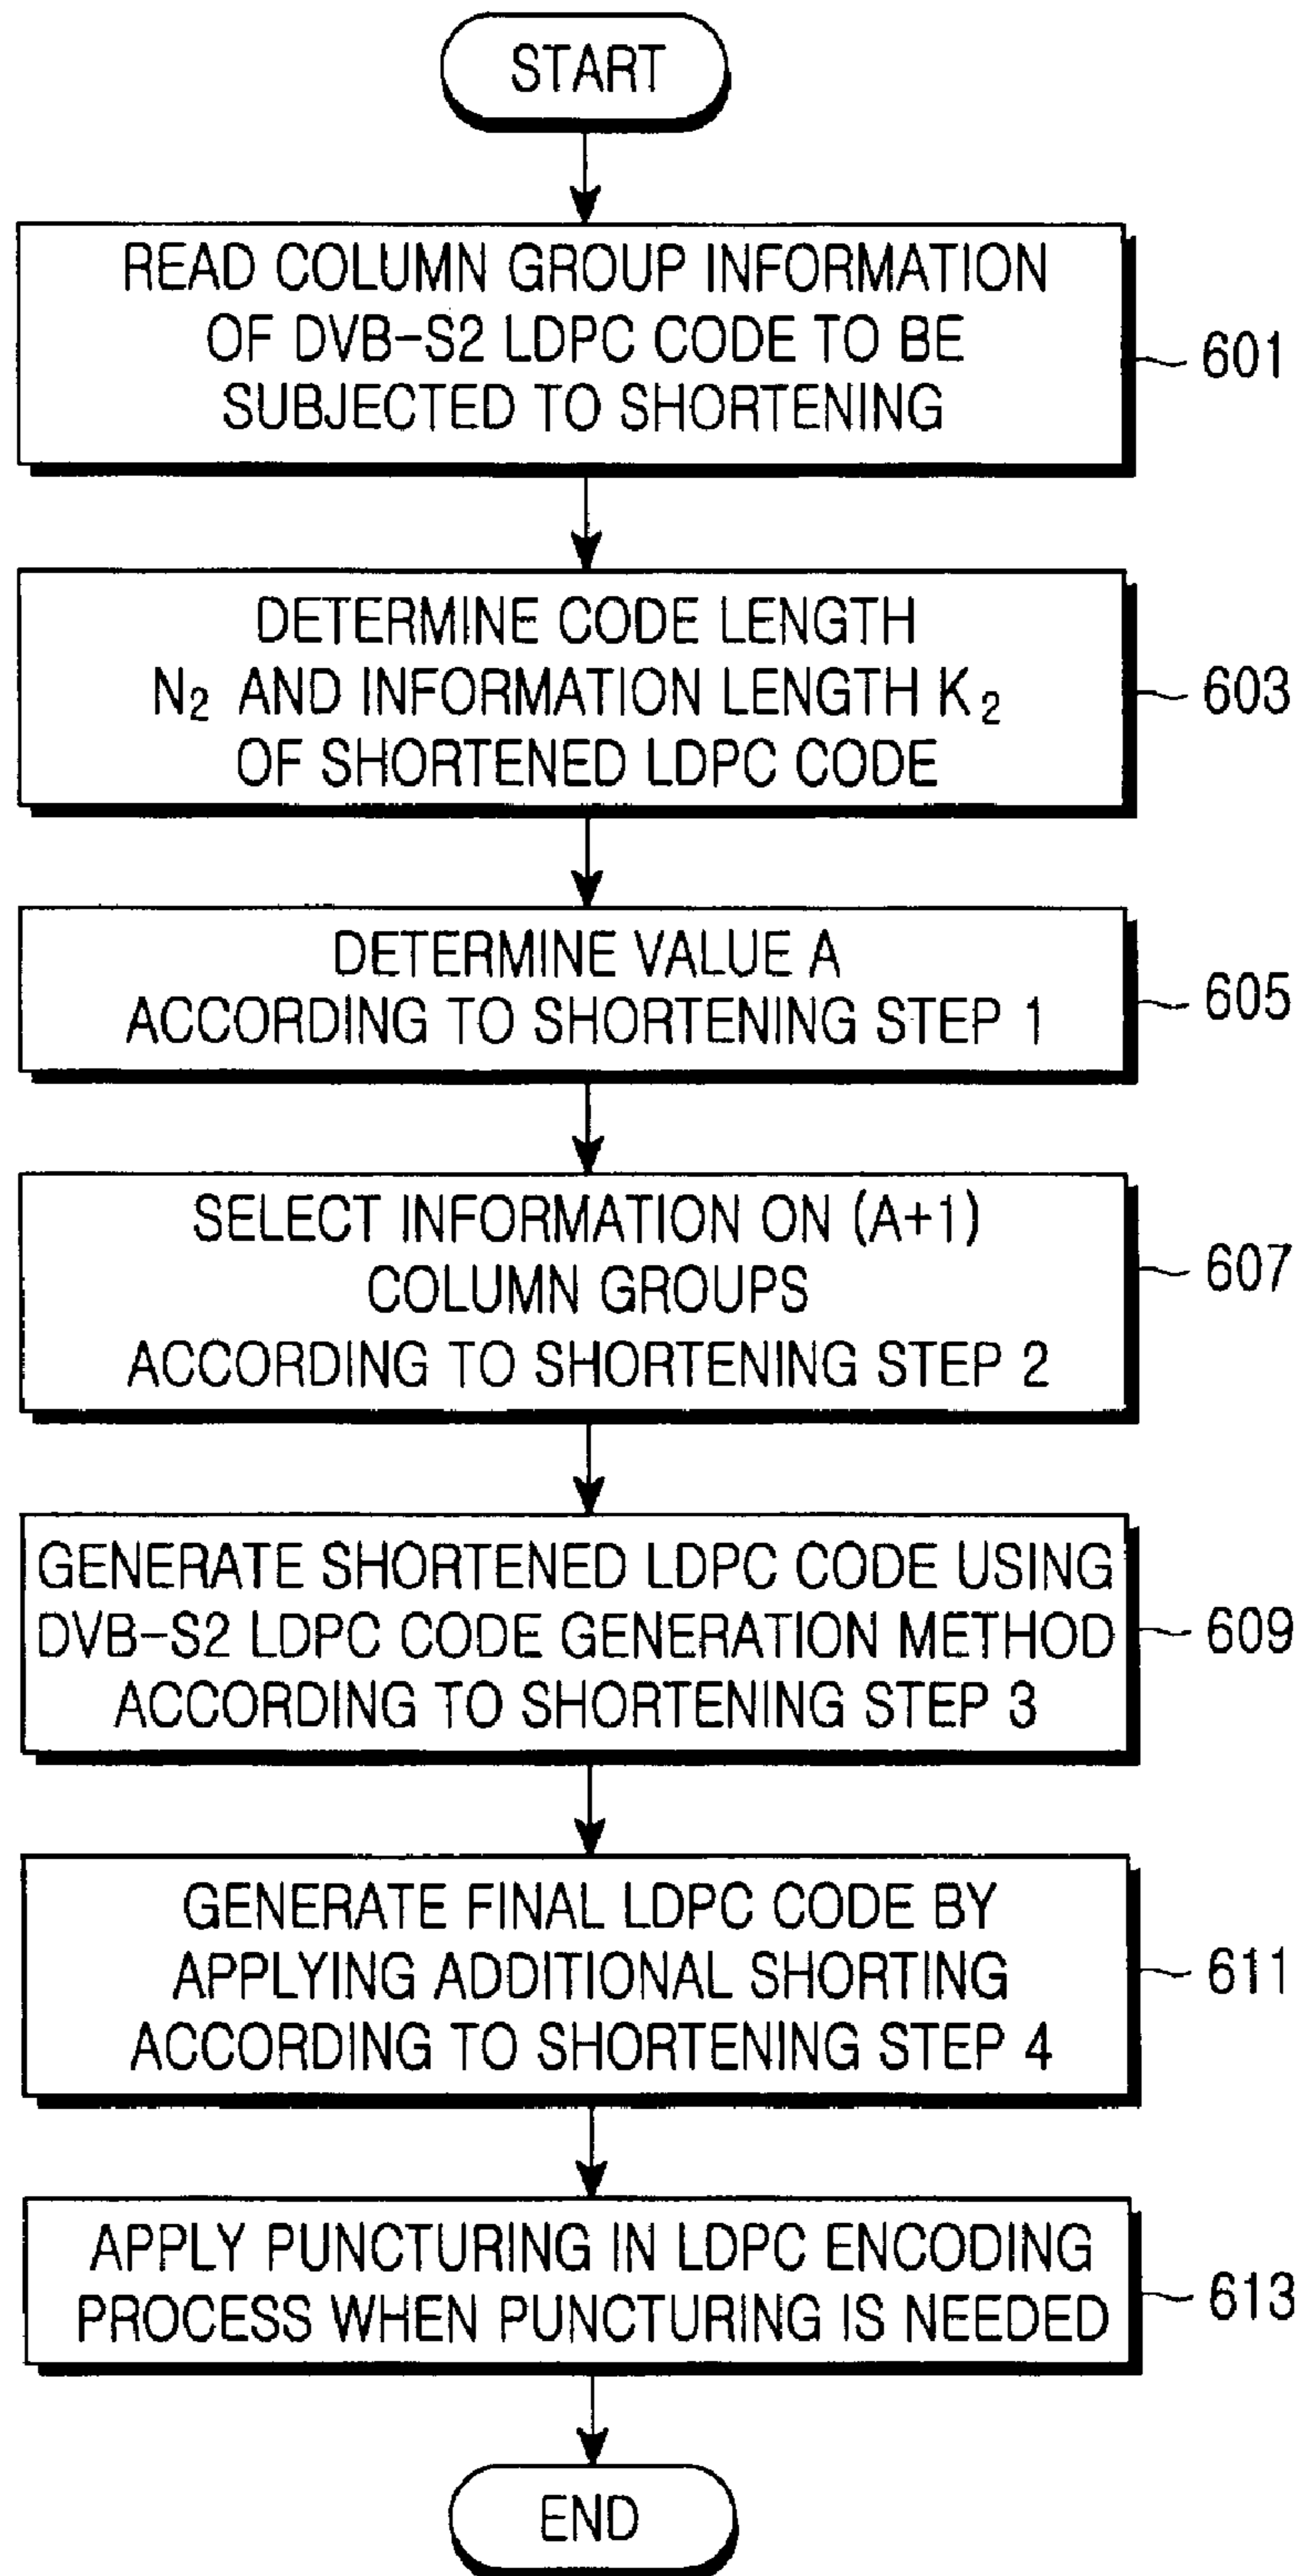 START
READ COLUMN GROUP INFORMATION
OF DVB-S2 LDPC CODE TO BE
SUBJECTED TO SHORTENING
601
DETERMINE CODE LENGTH
N₂ AND INFORMATION LENGTH K₂
OF SHORTENED LDPC CODE
603
DETERMINE VALUE A
ACCORDING TO SHORTENING STEP 1
605
SELECT INFORMATION ON (A+1)
COLUMN GROUPS
ACCORDING TO SHORTENING STEP 2
607
GENERATE SHORTENED LDPC CODE USING
DVB-S2 LDPC CODE GENERATION METHOD
ACCORDING TO SHORTENING STEP 3
609
GENERATE FINAL LDPC CODE BY
APPLYING ADDITIONAL SHORTING
ACCORDING TO SHORTENING STEP 4
611
APPLY PUNCTURING IN LDPC ENCODING
PROCESS WHEN PUNCTURING IS NEEDED
613
END